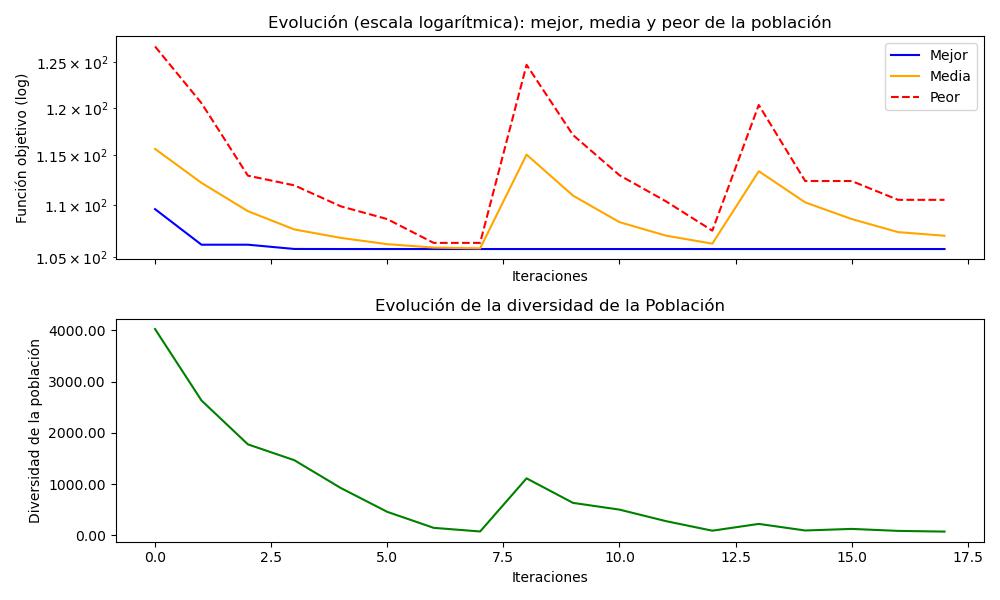 Evolución (escala logarítmica): mejor, media y peor de la población
Función objetivo (log)
1.25 × 10²
1.2 × 10²
1.15 × 10²
1.1 × 10²
1.05 × 10²
Mejor
Media
Peor
Iteraciones
Evolución de la diversidad de la Población
Diversidad de la población
4000.00
3000.00
2000.00
1000.00
0.00
0.0 2.5 5.0 7.5 10.0 12.5 15.0 17.5
Iteraciones